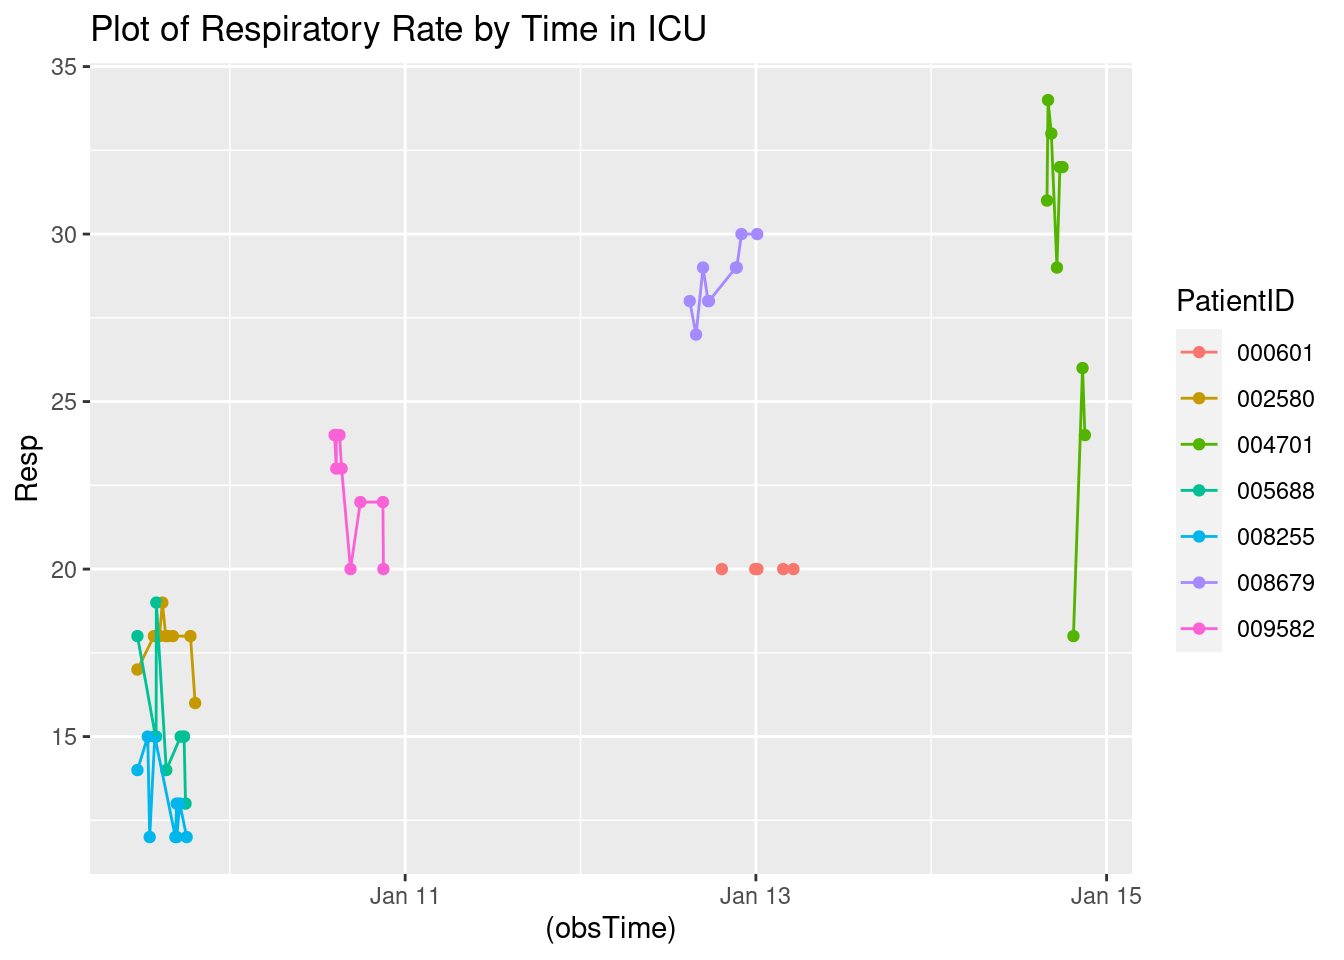 Plot of Respiratory Rate by Time in ICU
35
30
25
20
15
Resp
Jan 11
Jan 13
Jan 15
(obsTime)
PatientID
000601
002580
004701
005688
008255
008679
009582